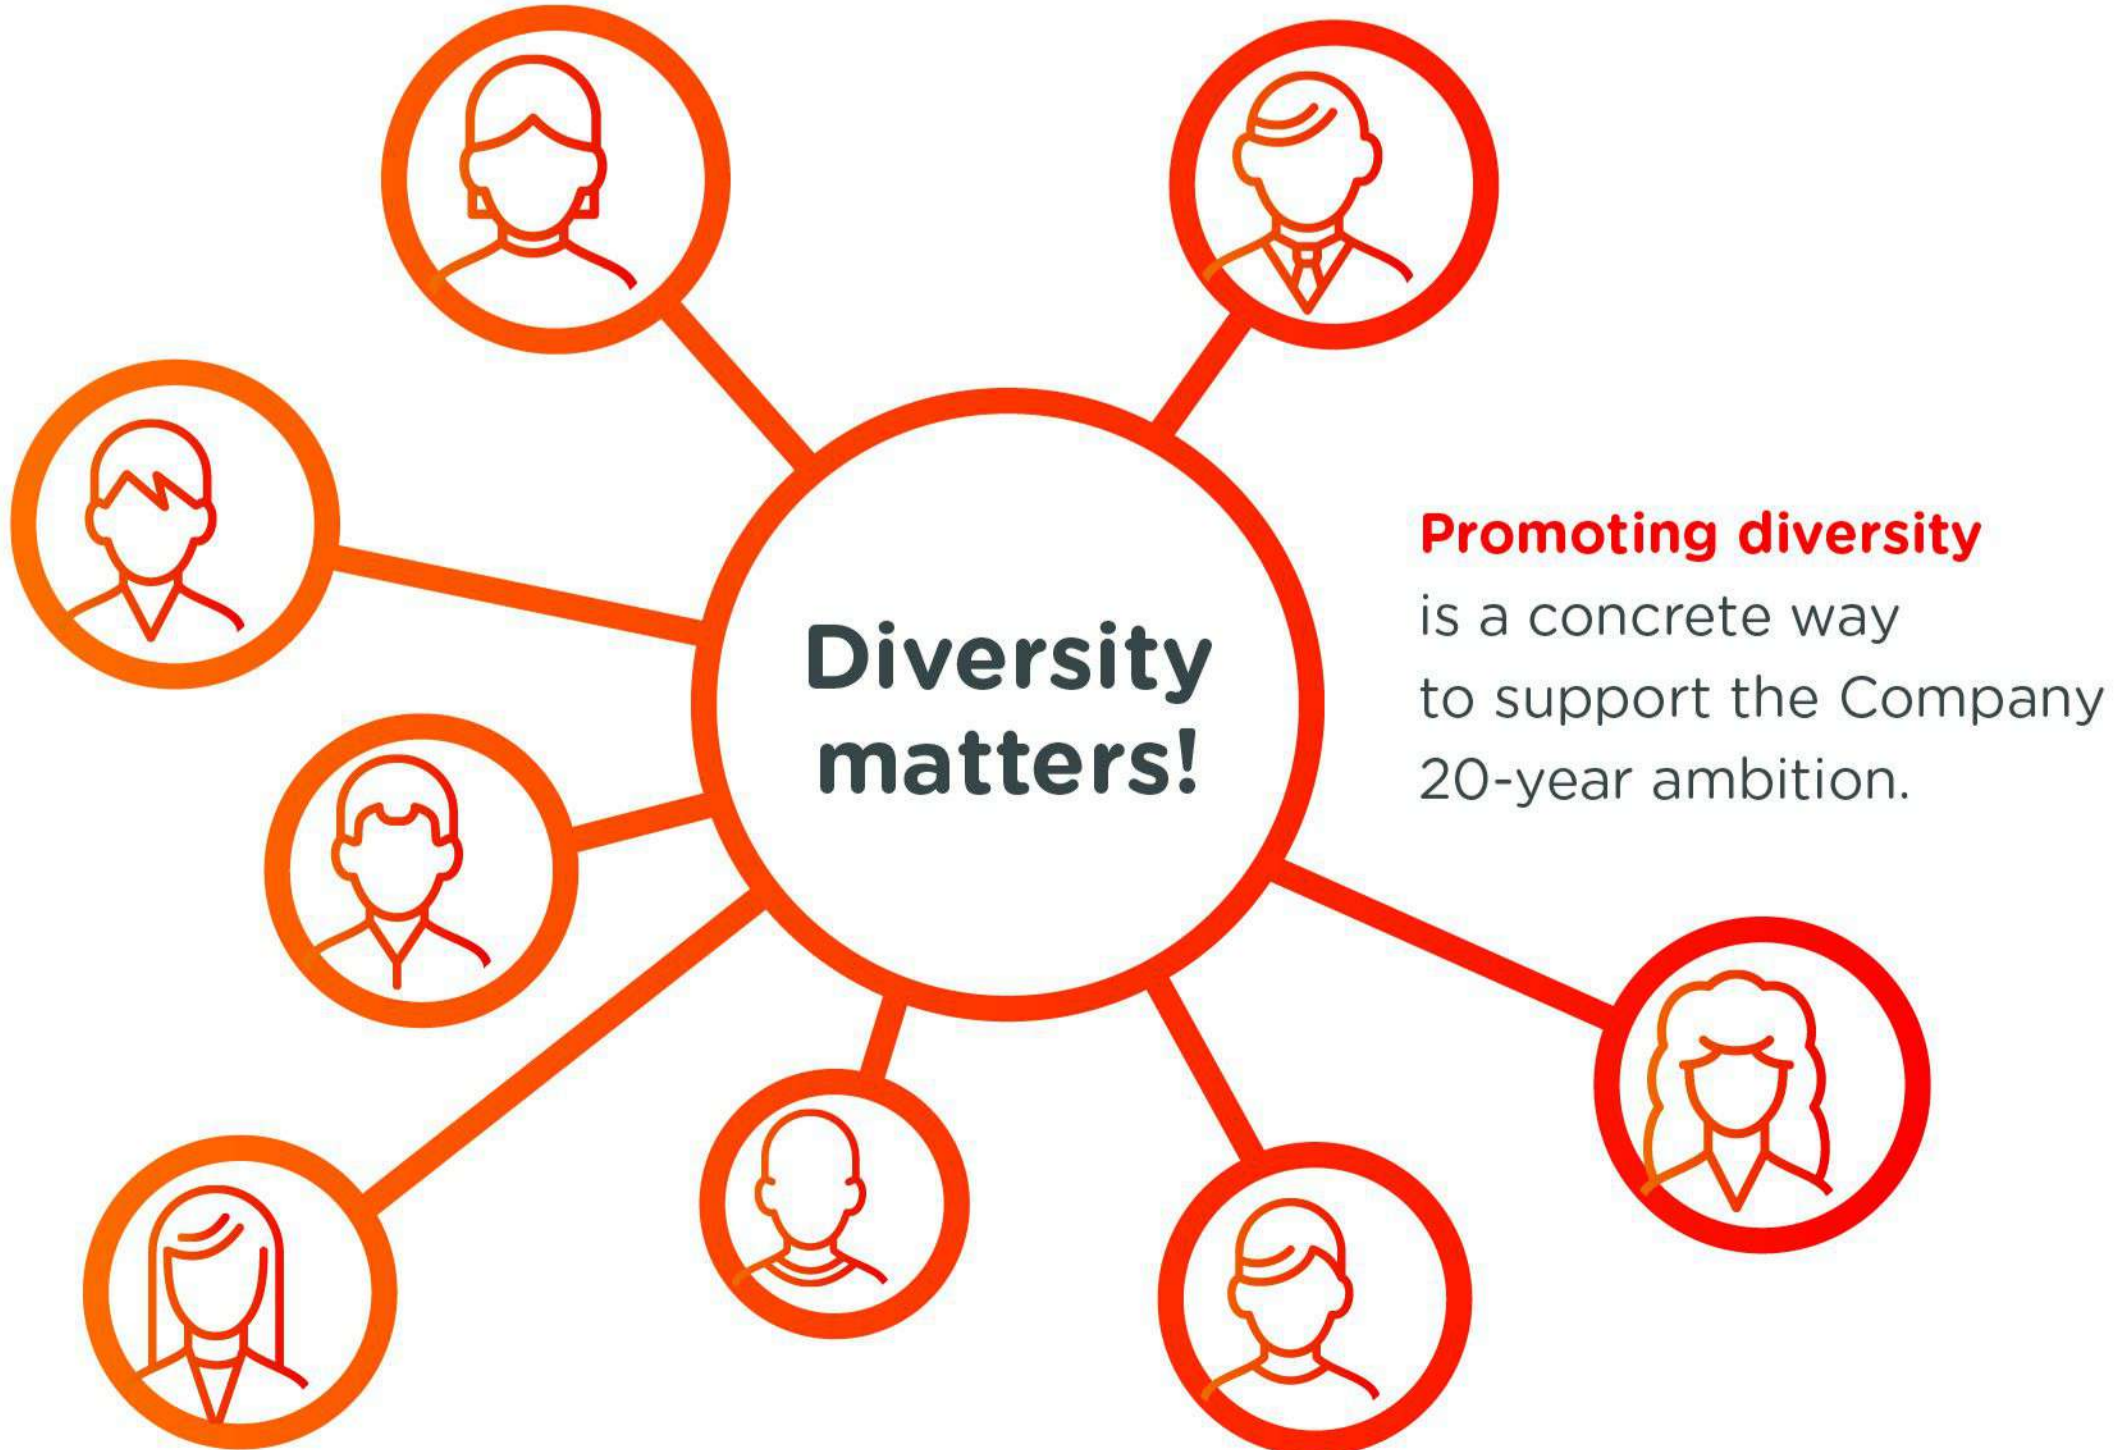 Diversity
matters!
Promoting diversity
is a concrete way
to support the Company
20-year ambition.